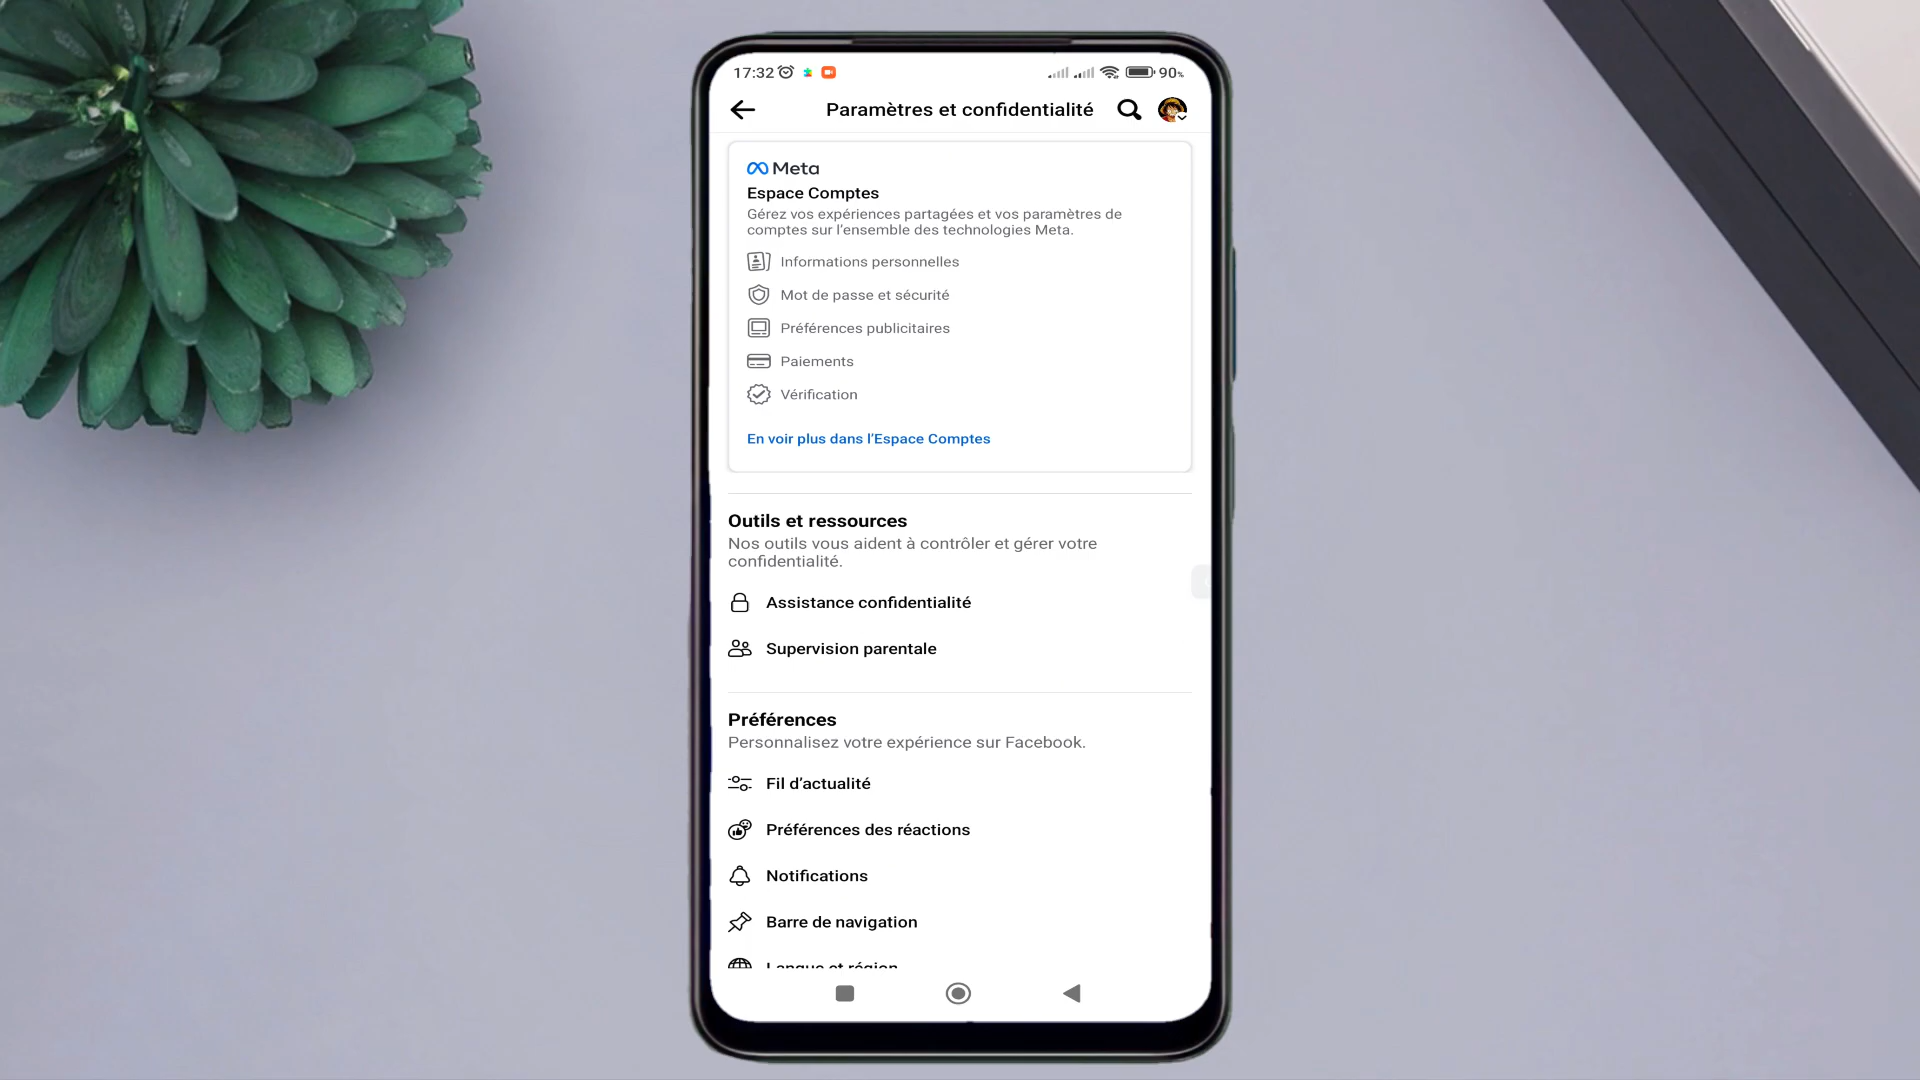 17:32
90%
Paramètres et confidentialité
Meta
Espace Comptes
Gérez vos expériences partagées et vos paramètres de
comptes sur l’ensemble des technologies Meta.
Informations personnelles
Mot de passe et sécurité
Préférences publicitaires
Paiements
Vérification
En voir plus dans l’Espace Comptes
Outils et ressources
Nos outils vous aident à contrôler et gérer votre
confidentialité.
Assistance confidentialité
Supervision parentale
Préférences
Personnalisez votre expérience sur Facebook.
Fil d’actualité
Préférences des réactions
Notifications
Barre de navigation
Langue et région